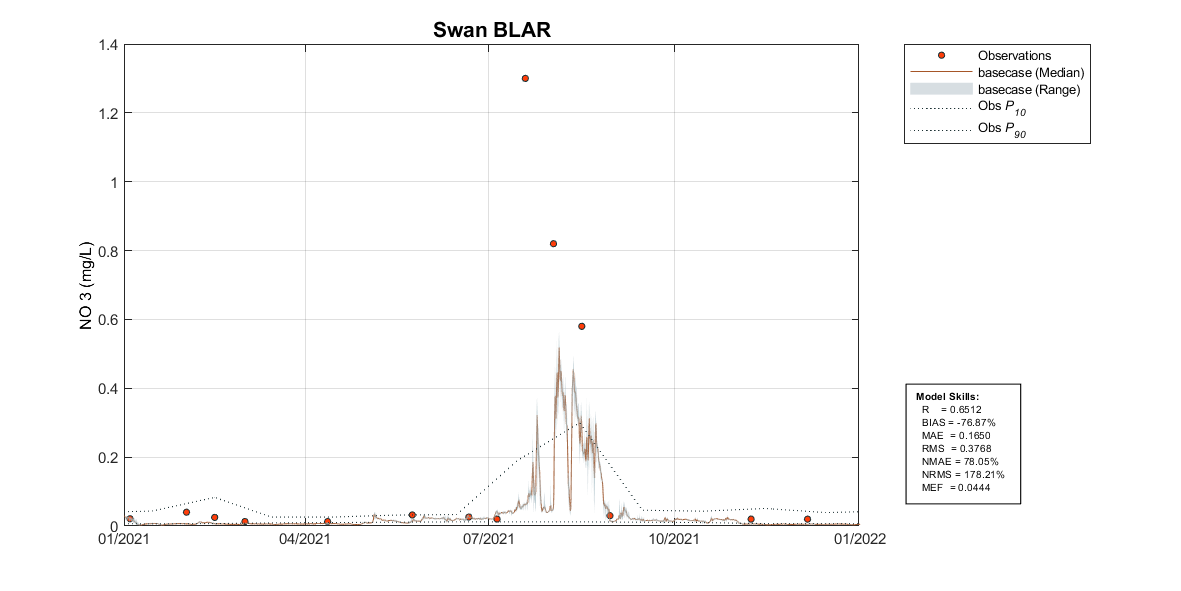 Swan BLAR
1.4
1.2
1
0.8
0.6
0.4
0.2
0
NO 3 (mg/L)
01/2021
04/2021
07/2021
10/2021
01/2022
Observations
basecase (Median)
basecase (Range)
Obs P10
Obs P90
Model Skills:
R = 0.6512
BIAS = -76.87%
MAE = 0.1650
RMS = 0.3768
NMAE = 78.05%
NRMS = 178.21%
MEF = 0.0444